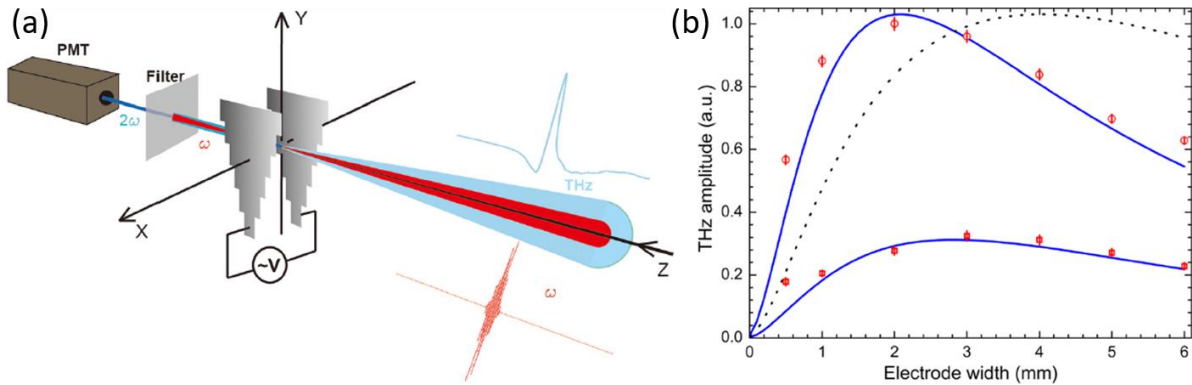 (a)
PMT
Filter
2ω
ω
X
Y
~V
THz
Z
ω
(b)
THz amplitude (a.u.)
1.0
0.8
0.6
0.4
0.2
0.0
0 1 2 3 4 5 6
Electrode width (mm)